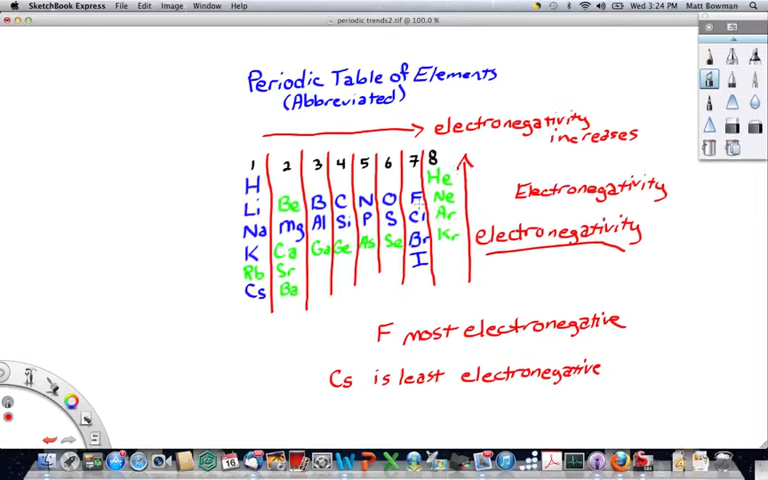 SketchBook Express File Edit Image Window Help
Wed 3:24 PM Matt Bowman
periodic trends2.tif @ 100.0 %
Periodic Table of Elements
(Abbreviated)
electronegativity
increases
1 2 3 4 5 6 7 8
H He
Li Be B C N O F Ne
Na Mg Al Si P S Cl Ar
K Ca Ga Ge As Se Br Kr
Rb Sr I
Cs Ba
Electronegativity
electronegativity
F most electronegative
Cs is least electronegative
16